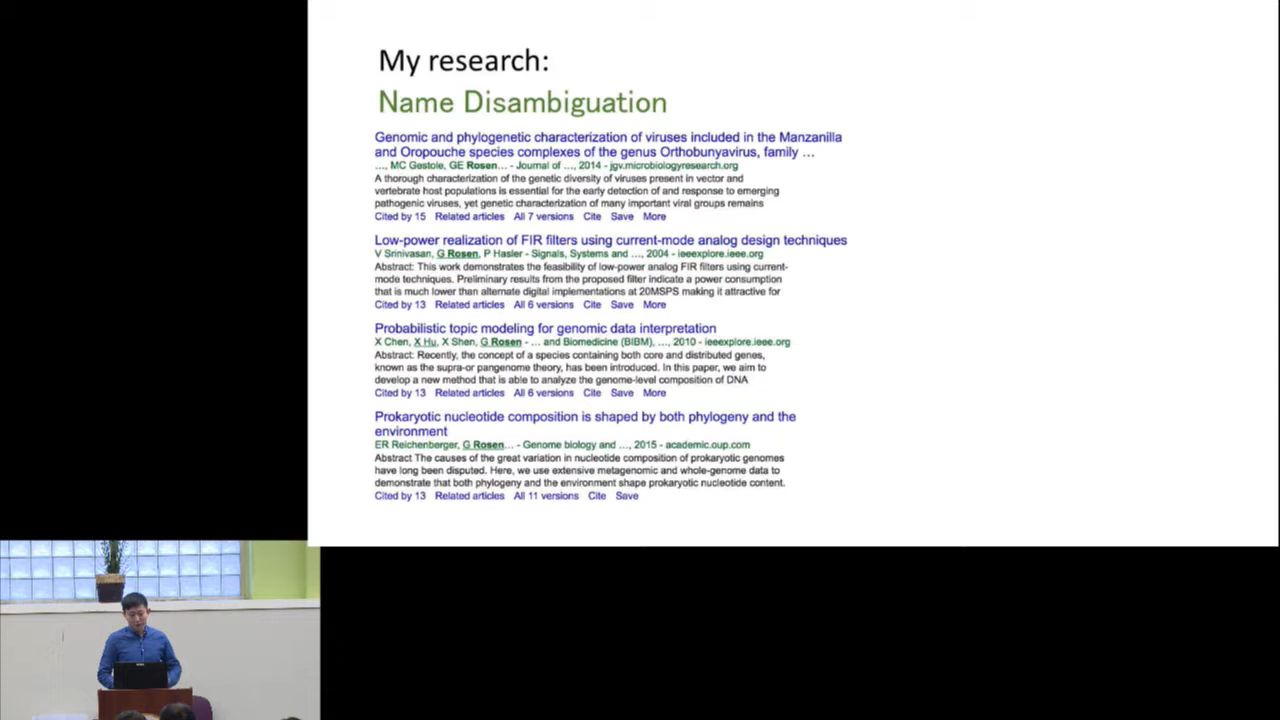 My research:
Name Disambiguation
Genomic and phylogenetic characterization of viruses included in the Manzanilla
and Oropouche species complexes of the genus Orthobunyavirus, family ...
..., MC Gestole, GE Rosen... - Journal of ..., 2014 - jgv.microbiologyresearch.org
A thorough characterization of the genetic diversity of viruses present in vector and
vertebrate host populations is essential for the early detection of and response to emerging
pathogenic viruses, yet genetic characterization of many important viral groups remains
Cited by 15 Related articles All 7 versions Cite Save More
Low-power realization of FIR filters using current-mode analog design techniques
V Srinivasan, G Rosen, P Hasler - Signals, Systems and ..., 2004 - ieeexplore.ieee.org
Abstract: This work demonstrates the feasibility of low-power analog FIR filters using current-
mode techniques. Preliminary results from the proposed filter indicate a power consumption
that is much lower than alternate digital implementations at 20MSPS making it attractive for
Cited by 13 Related articles All 6 versions Cite Save More
Probabilistic topic modeling for genomic data interpretation
X Chen, X Hu, X Shen, G Rosen - ... and Biomedicine (BIBM), ..., 2010 - ieeexplore.ieee.org
Abstract: Recently, the concept of a species containing both core and distributed genes,
known as the supra-or pangenome theory, has been introduced. In this paper, we aim to
develop a new method that is able to analyze the genome-level composition of DNA
Cited by 13 Related articles All 6 versions Cite Save More
Prokaryotic nucleotide composition is shaped by both phylogeny and the
environment
ER Reichenberger, G Rosen... - Genome biology and ..., 2015 - academic.oup.com
Abstract The causes of the great variation in nucleotide composition of prokaryotic genomes
have long been disputed. Here, we use extensive metagenomic and whole-genome data to
demonstrate that both phylogeny and the environment shape prokaryotic nucleotide content.
Cited by 13 Related articles All 11 versions Cite Save